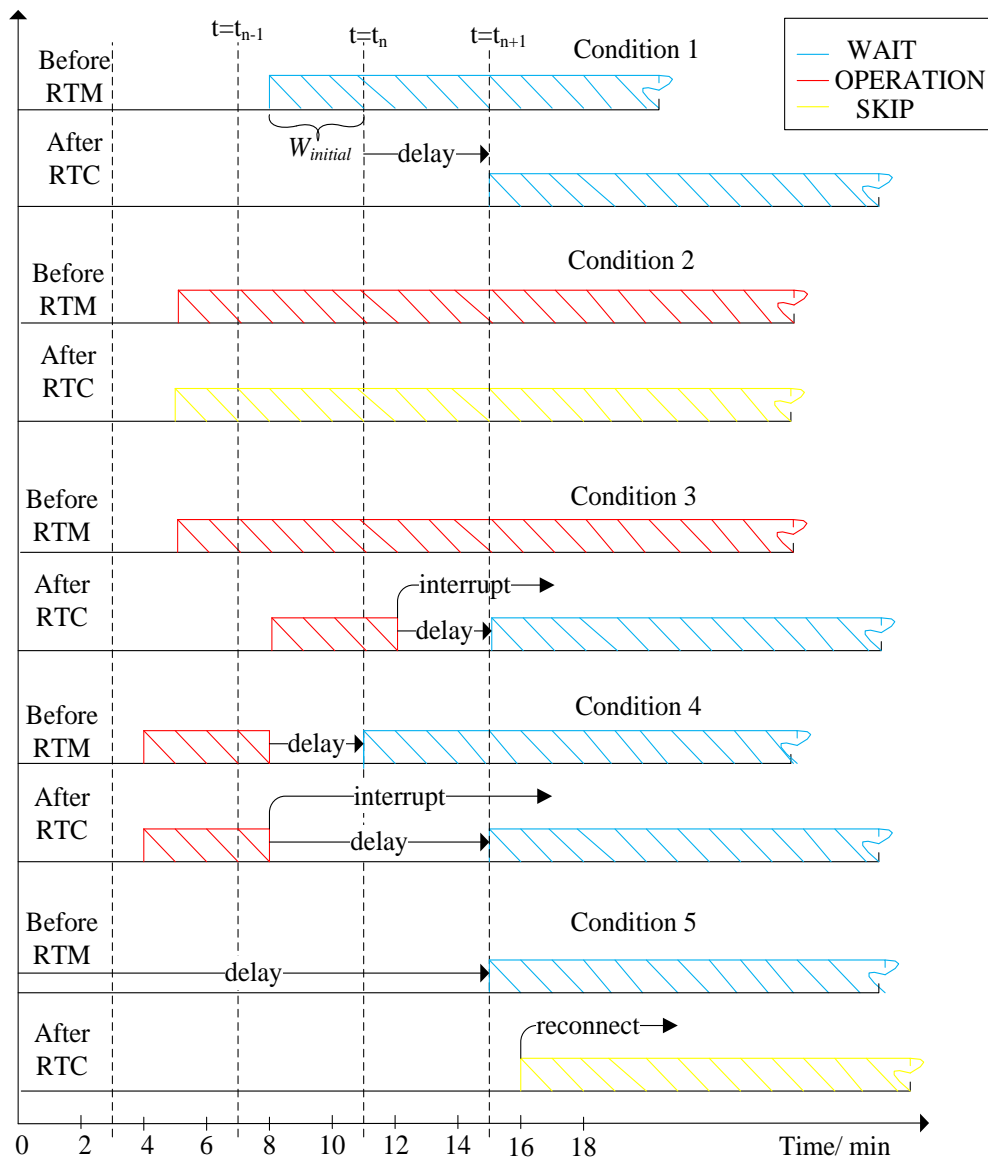 t=tn-1
t=tn
t=tn+1
Condition 1
WAIT
OPERATION
SKIP
Before
RTM
Winitial
After
RTC
delay
Condition 2
Before
RTM
After
RTC
Condition 3
Before
RTM
After
RTC
interrupt
delay
Condition 4
Before
RTM
delay
After
RTC
interrupt
delay
Condition 5
Before
RTM
delay
After
RTC
reconnect
0 2 4 6 8 10 12 14 16 18 Time/ min